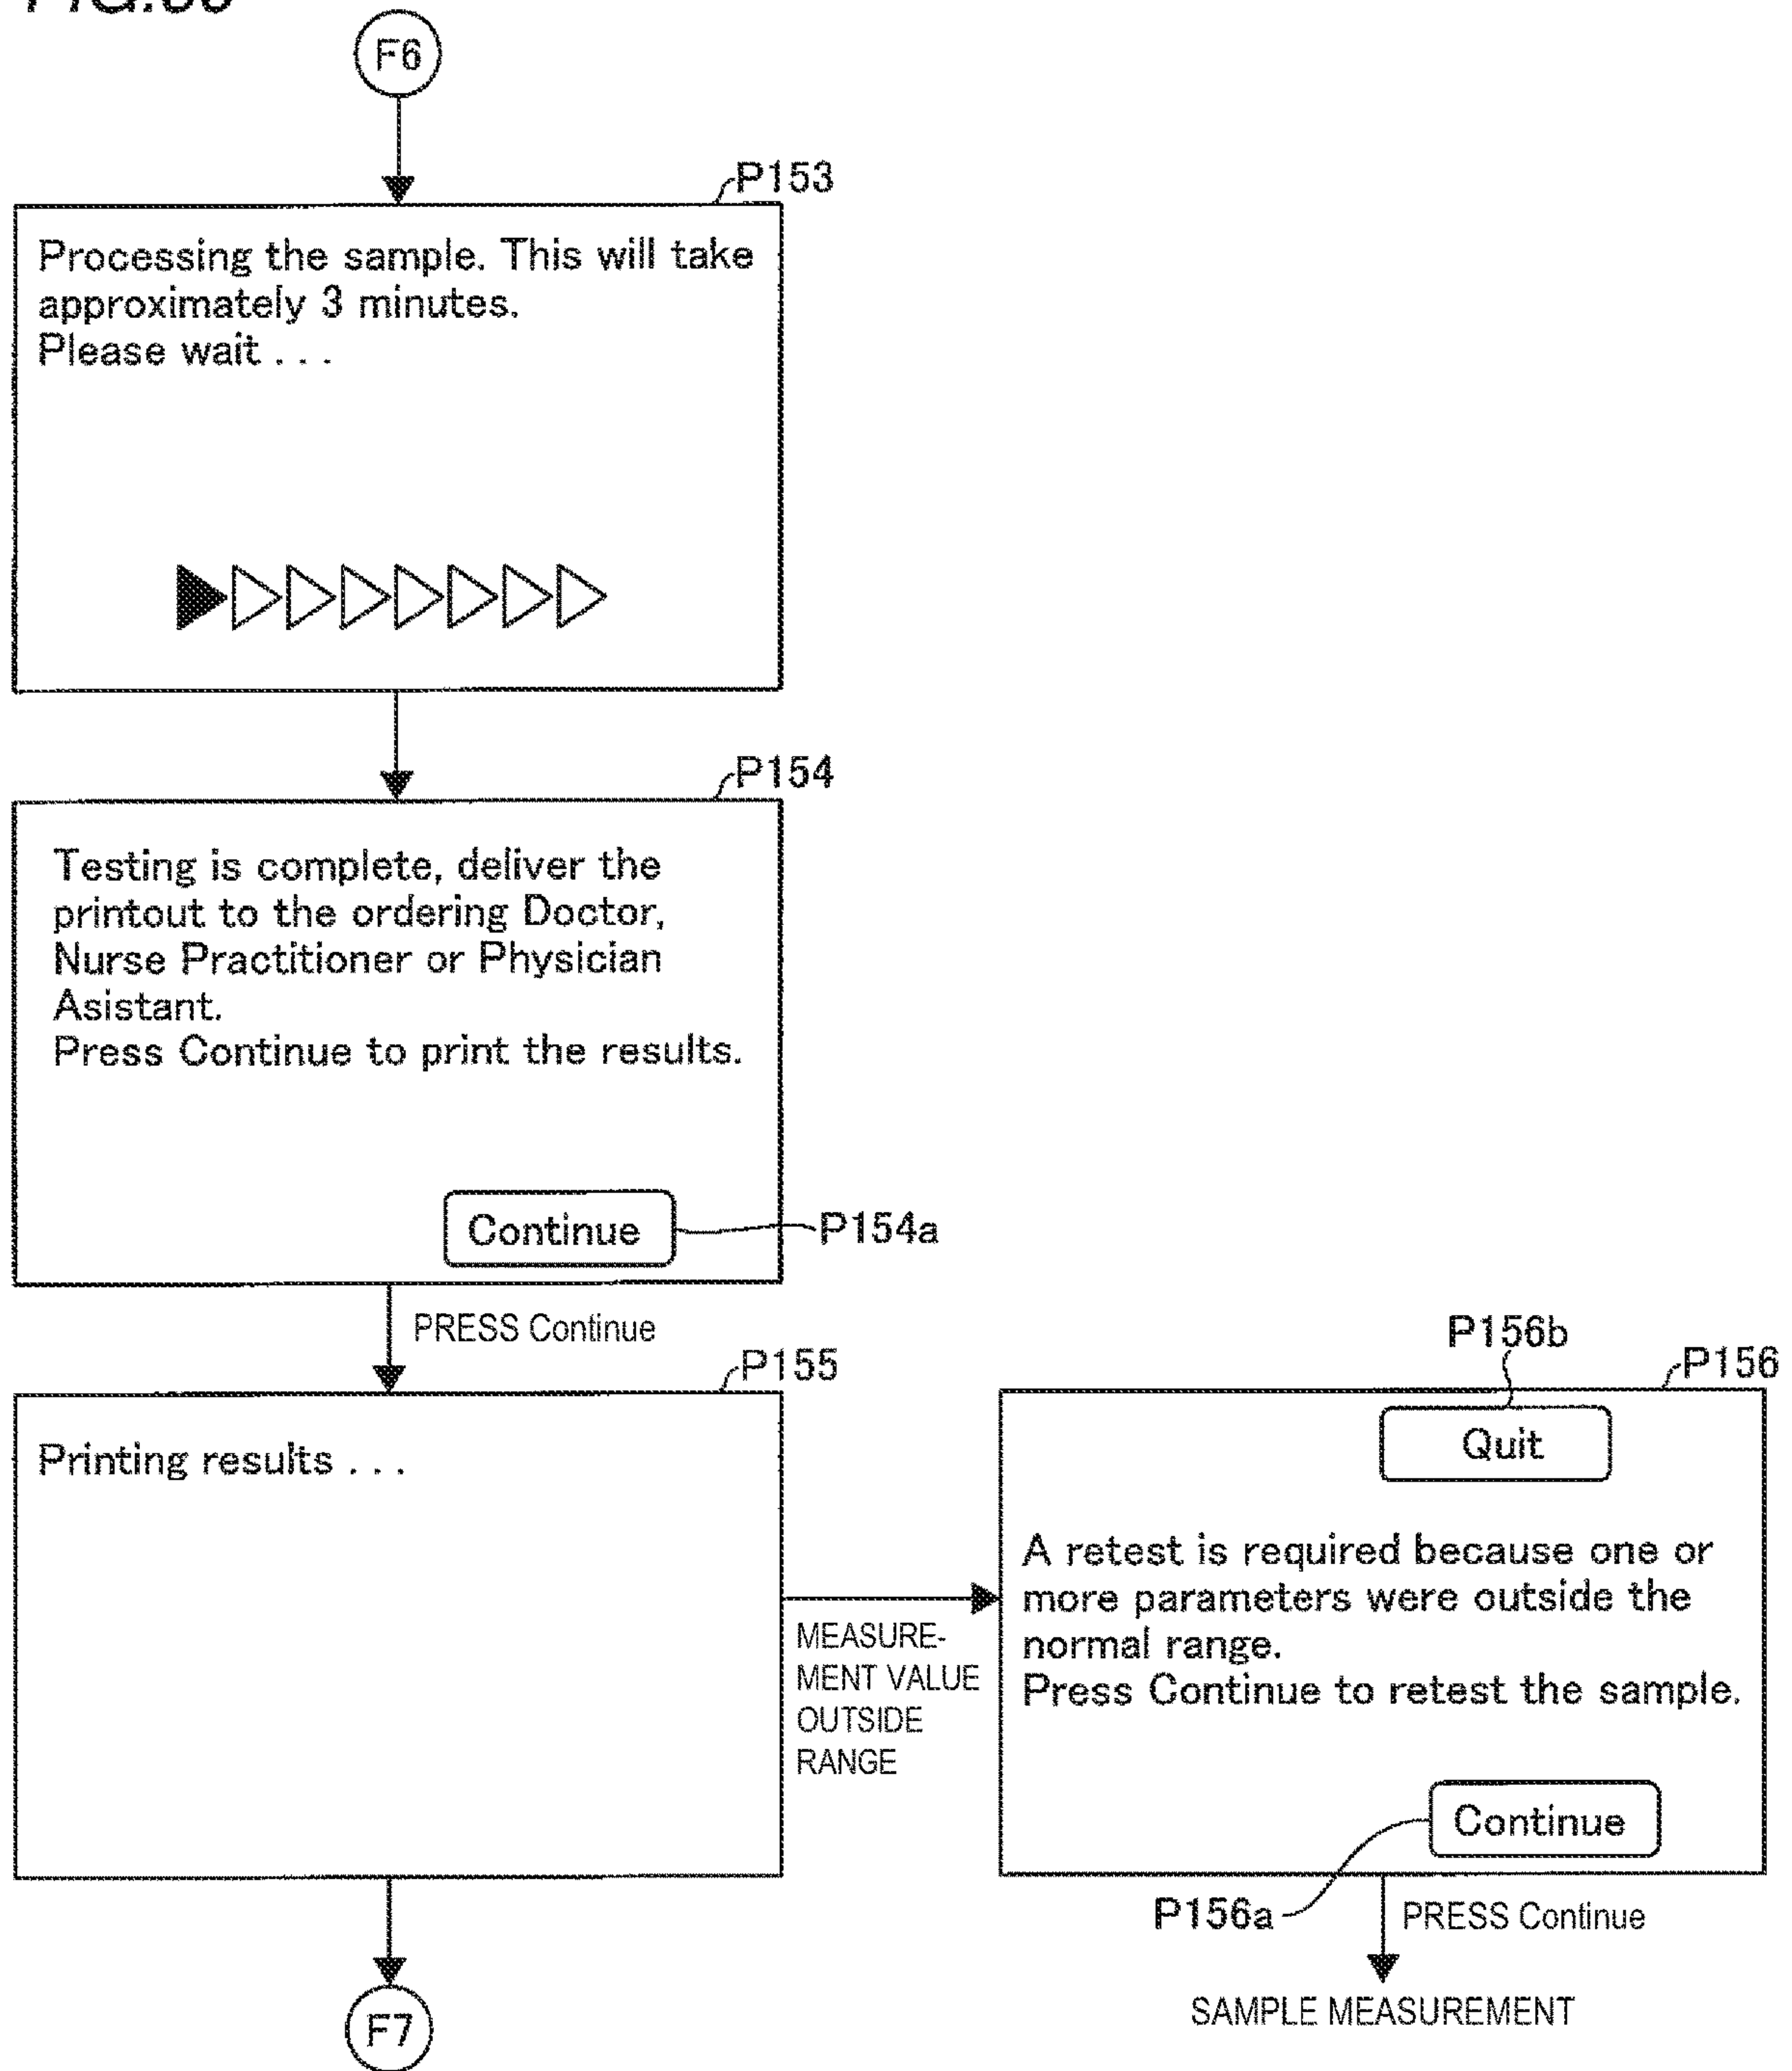 F6
P153
Processing the sample. This will take
approximately 3 minutes.
Please wait . . .
P154
Testing is complete, deliver the
printout to the ordering Doctor,
Nurse Practitioner or Physician
Asistant.
Press Continue to print the results.
Continue
P154a
PRESS Continue
P155
Printing results . . .
MEASURE-
MENT VALUE
OUTSIDE
RANGE
P156b
P156
Quit
A retest is required because one or
more parameters were outside the
normal range.
Press Continue to retest the sample.
Continue
P156a
PRESS Continue
SAMPLE MEASUREMENT
F7